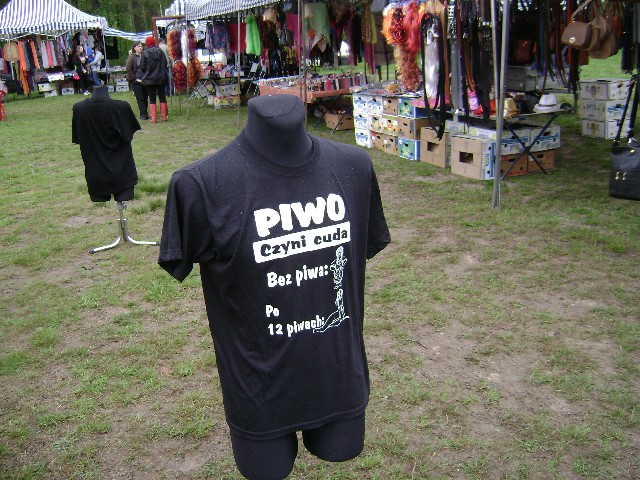 PIWO
Czyni cuda
Bez piwa:
Po
12 piwach: